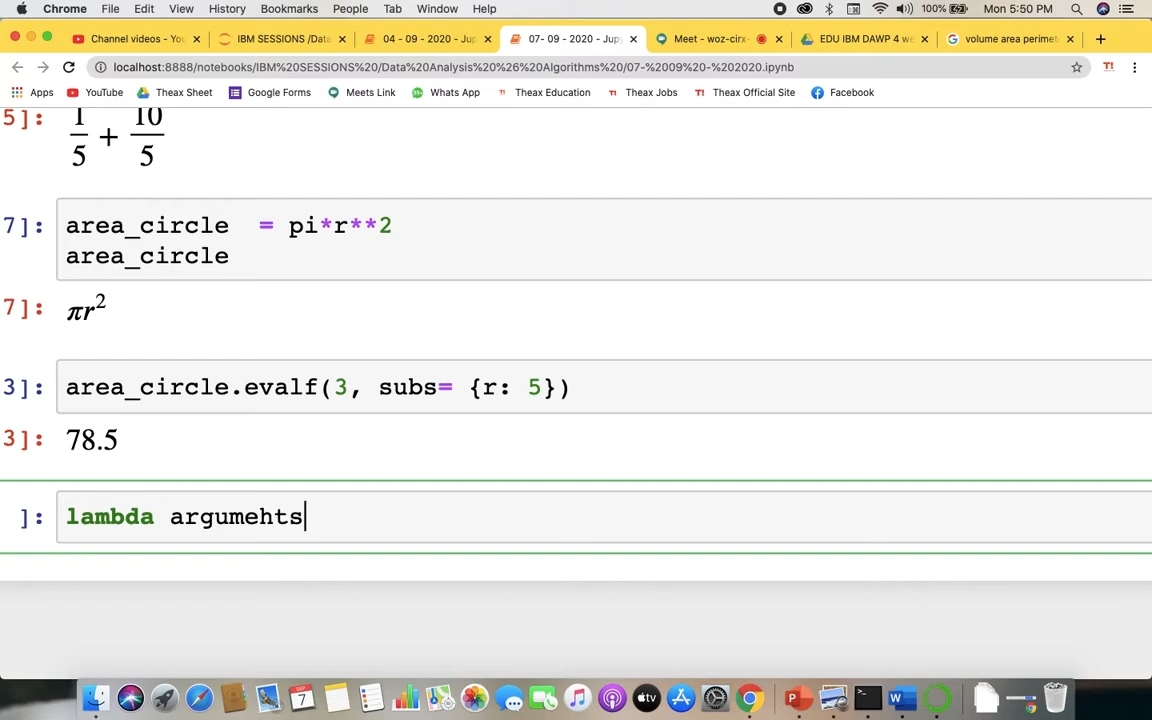 Chrome File Edit View History Bookmarks People Tab Window Help 100% Mon 5:50 PM
Channel videos - You IBM SESSIONS /Data 04 - 09 - 2020 - Jup 07- 09 - 2020 - Jupy Meet - woz-cirx- EDU IBM DAWP 4 we volume area perimet
localhost:8888/notebooks/IBM%20SESSIONS%20/Data%20Analysis%20%26%20Algorithms%20/07-%2009%20-%202020.ipynb T!
Apps YouTube Theax Sheet Google Forms Meets Link Whats App Theax Education Theax Jobs Theax Official Site Facebook
5]: 1/5 + 10/5
7]: area_circle = pi*r**2
area_circle
7]: πr²
3]: area_circle.evalf(3, subs= {r: 5})
3]: 78.5
]: lambda argumehts